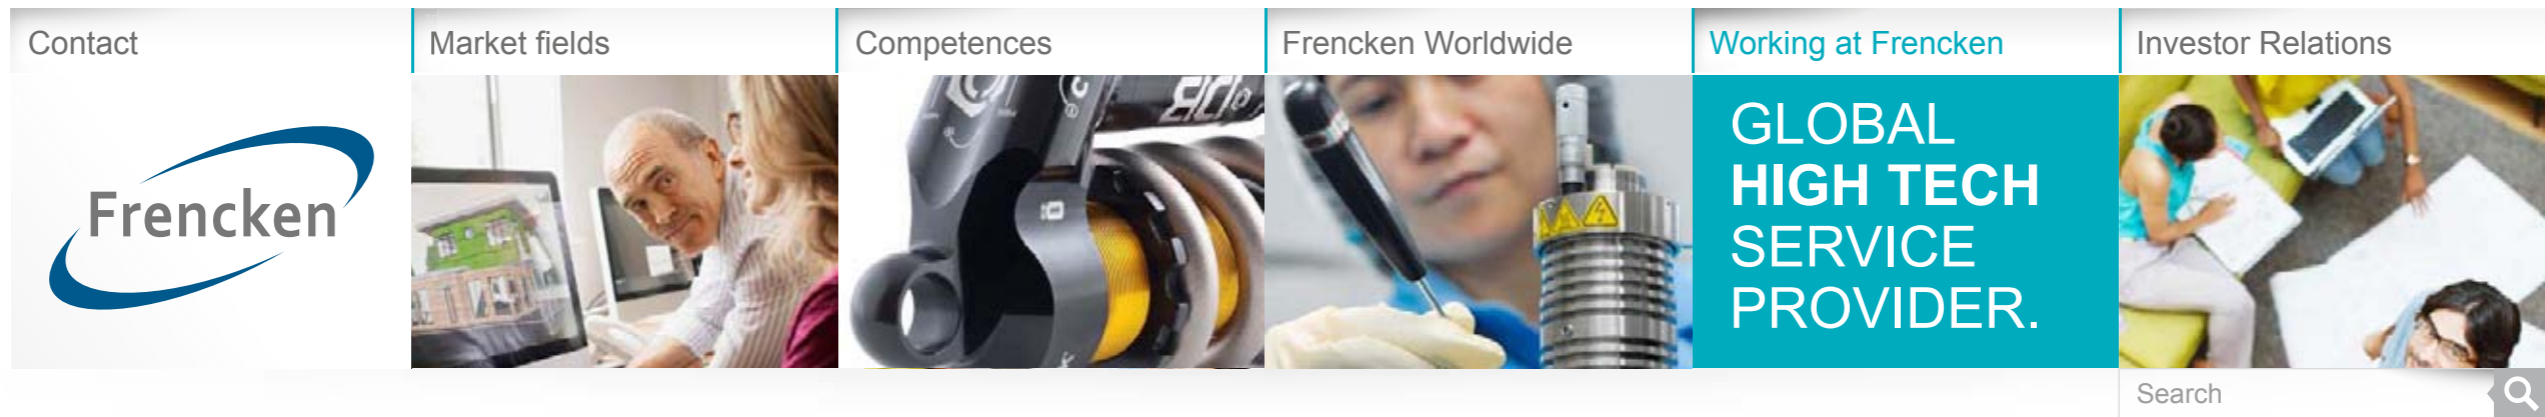 Contact
Market fields
Competences
Frencken Worldwide
Working at Frencken
Investor Relations
Frencken
GLOBAL
HIGH TECH
SERVICE
PROVIDER.
Search